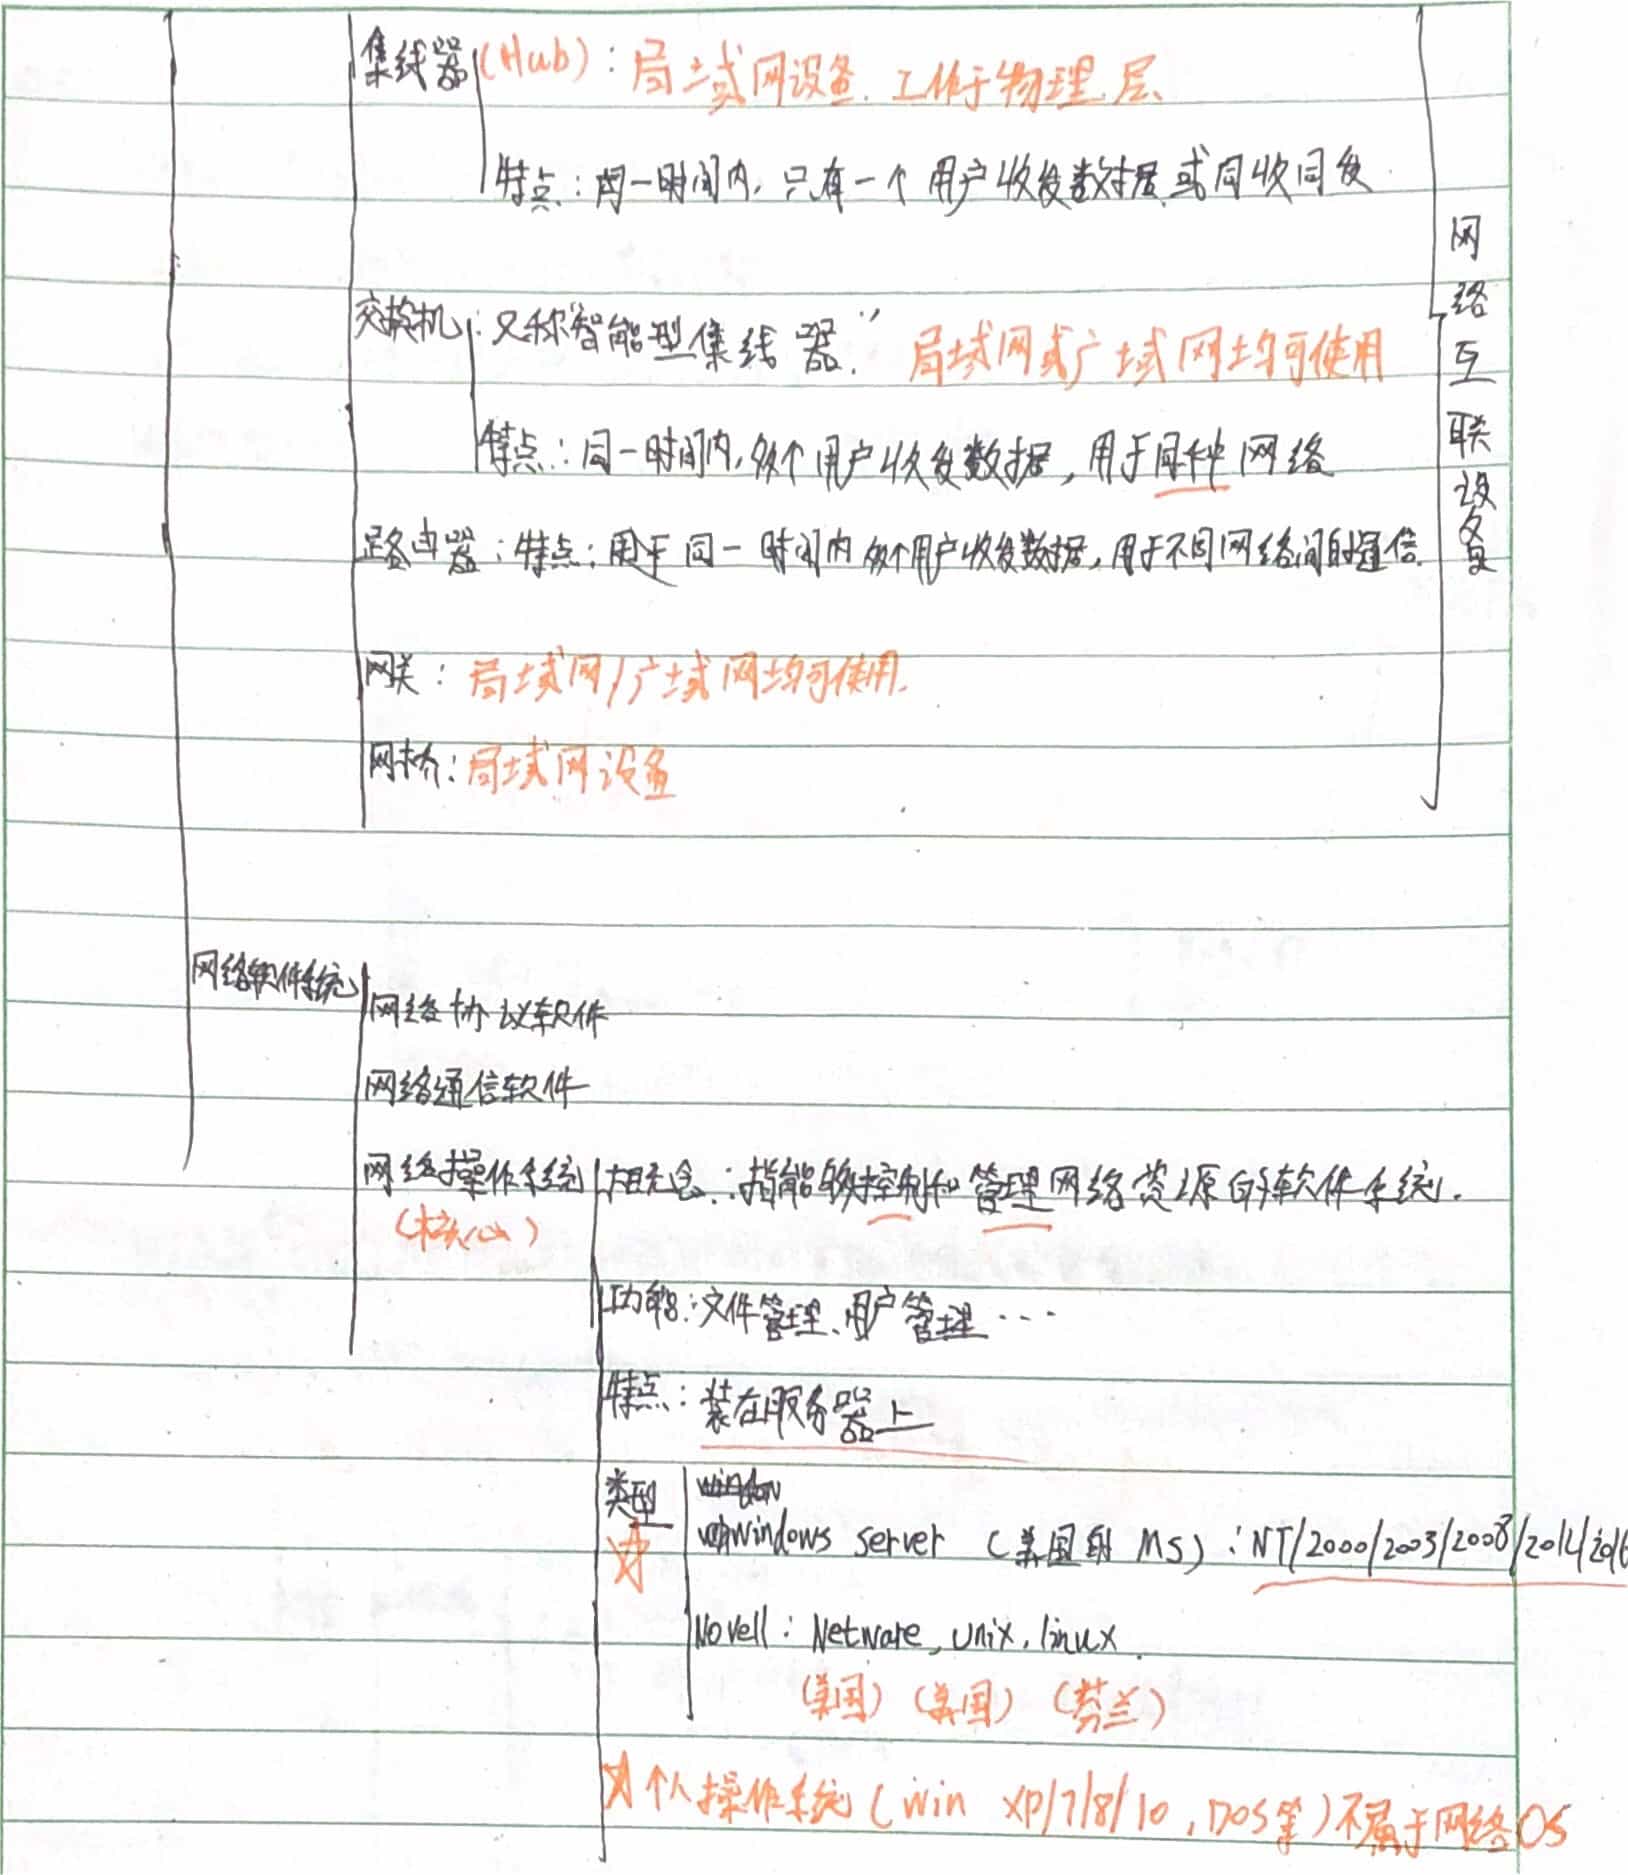 集线器(Hub)：局域网设备.工作于物理层、
特点：同一时间内,只有一个用户收发数据或同收同发
交换机：又称"智能型集线器." 局域网或广域网均可使用
特点：同一时间内,多个用户收发数据,用于同种网络
路由器：特点：用于同一时间内多个用户收发数据,用于不同网络间的通信.
网关：局域网/广域网均可使用.
网桥：局域网设备
网络互联设备
网络软件系统
网络协议软件
网络通信软件
网络操作系统 概念：指能够控制和管理网络资源的软件系统.
(核心)
功能：文件管理、用户管理…
特点：装在服务器上
类型
windows server (美国的 MS)：NT/2000/2003/2008/2012/2016
Novell：Netware,unix,linux
(美国) (美国) (芬兰)
个人操作系统(win xp/7/8/10,DOS等)不属于网络OS